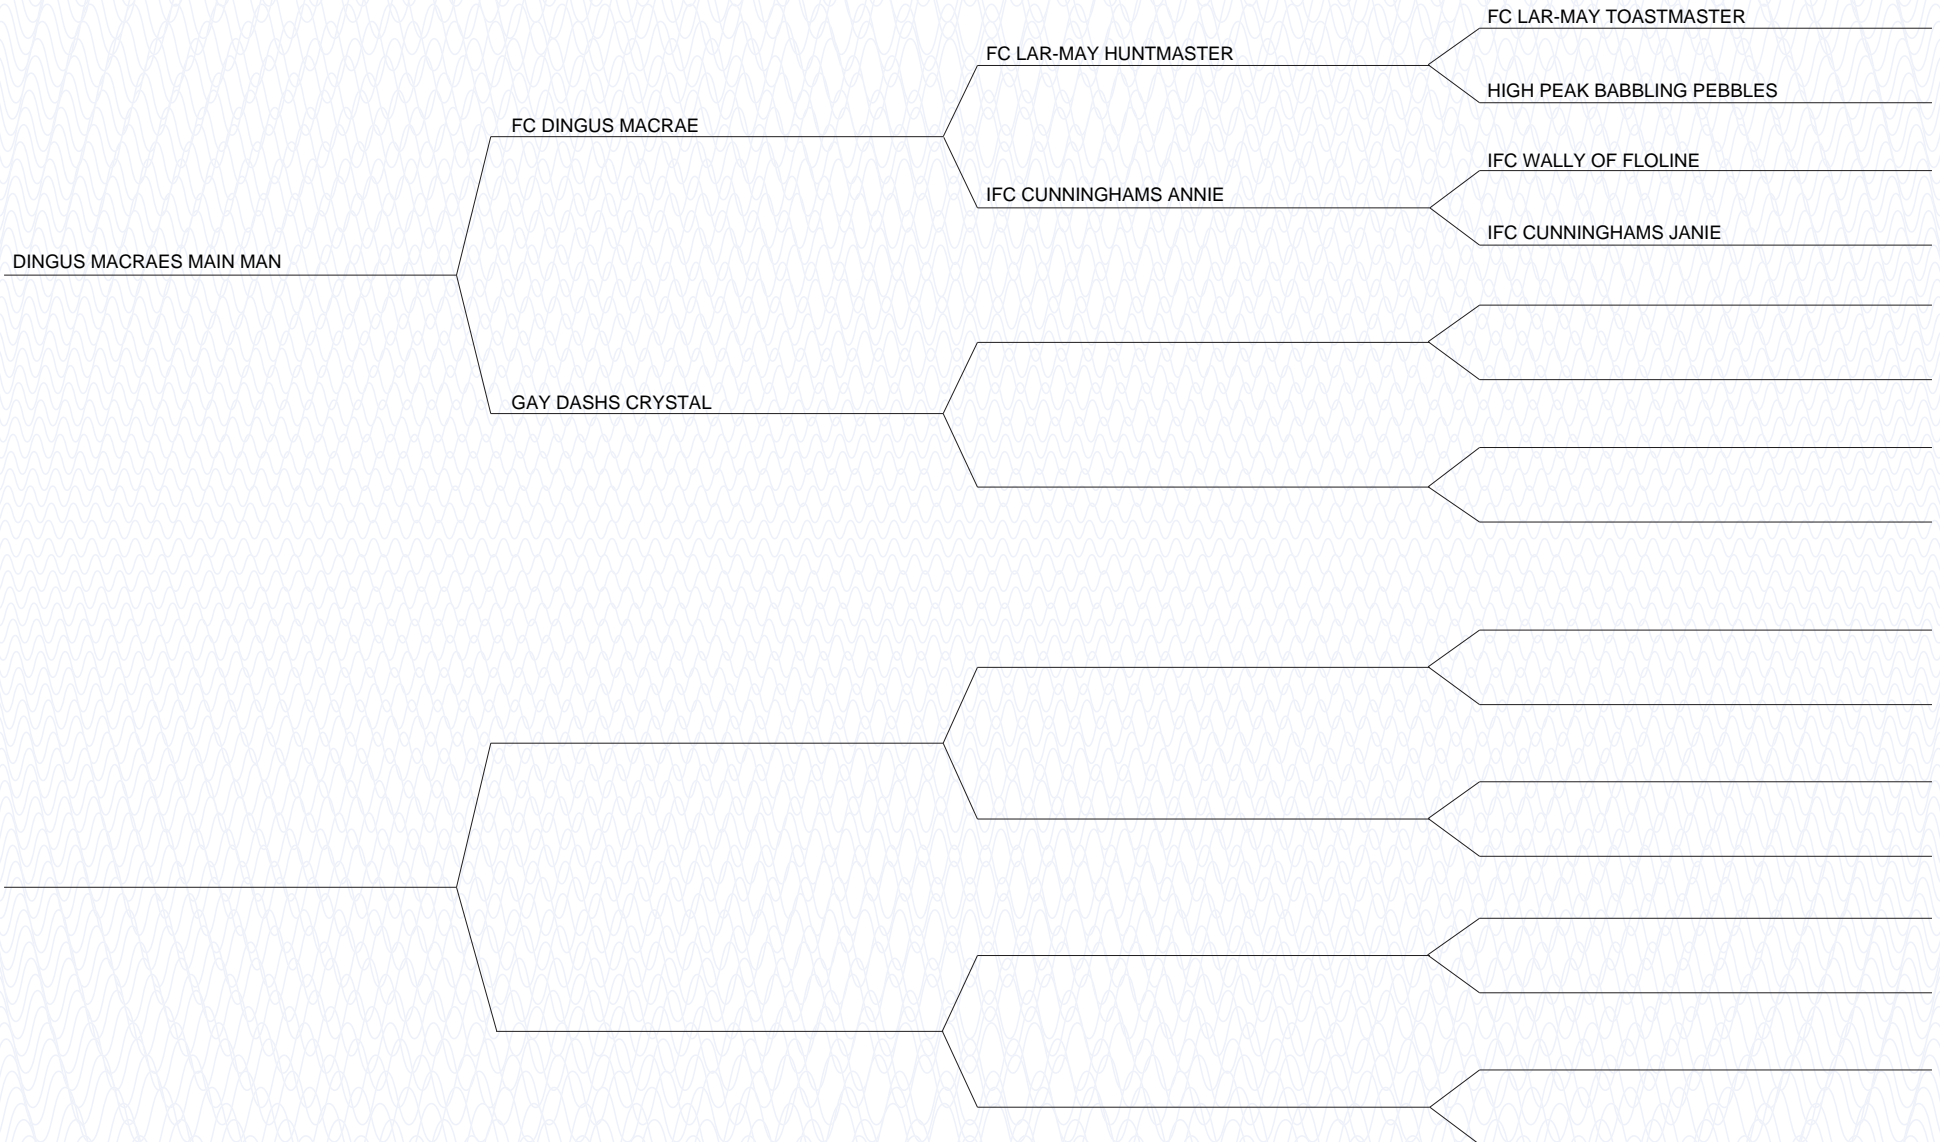 FC LAR-MAY TOASTMASTER
FC LAR-MAY HUNTMASTER
HIGH PEAK BABBLING PEBBLES
FC DINGUS MACRAE
IFC WALLY OF FLOLINE
IFC CUNNINGHAMS ANNIE
IFC CUNNINGHAMS JANIE
DINGUS MACRAES MAIN MAN
GAY DASHS CRYSTAL